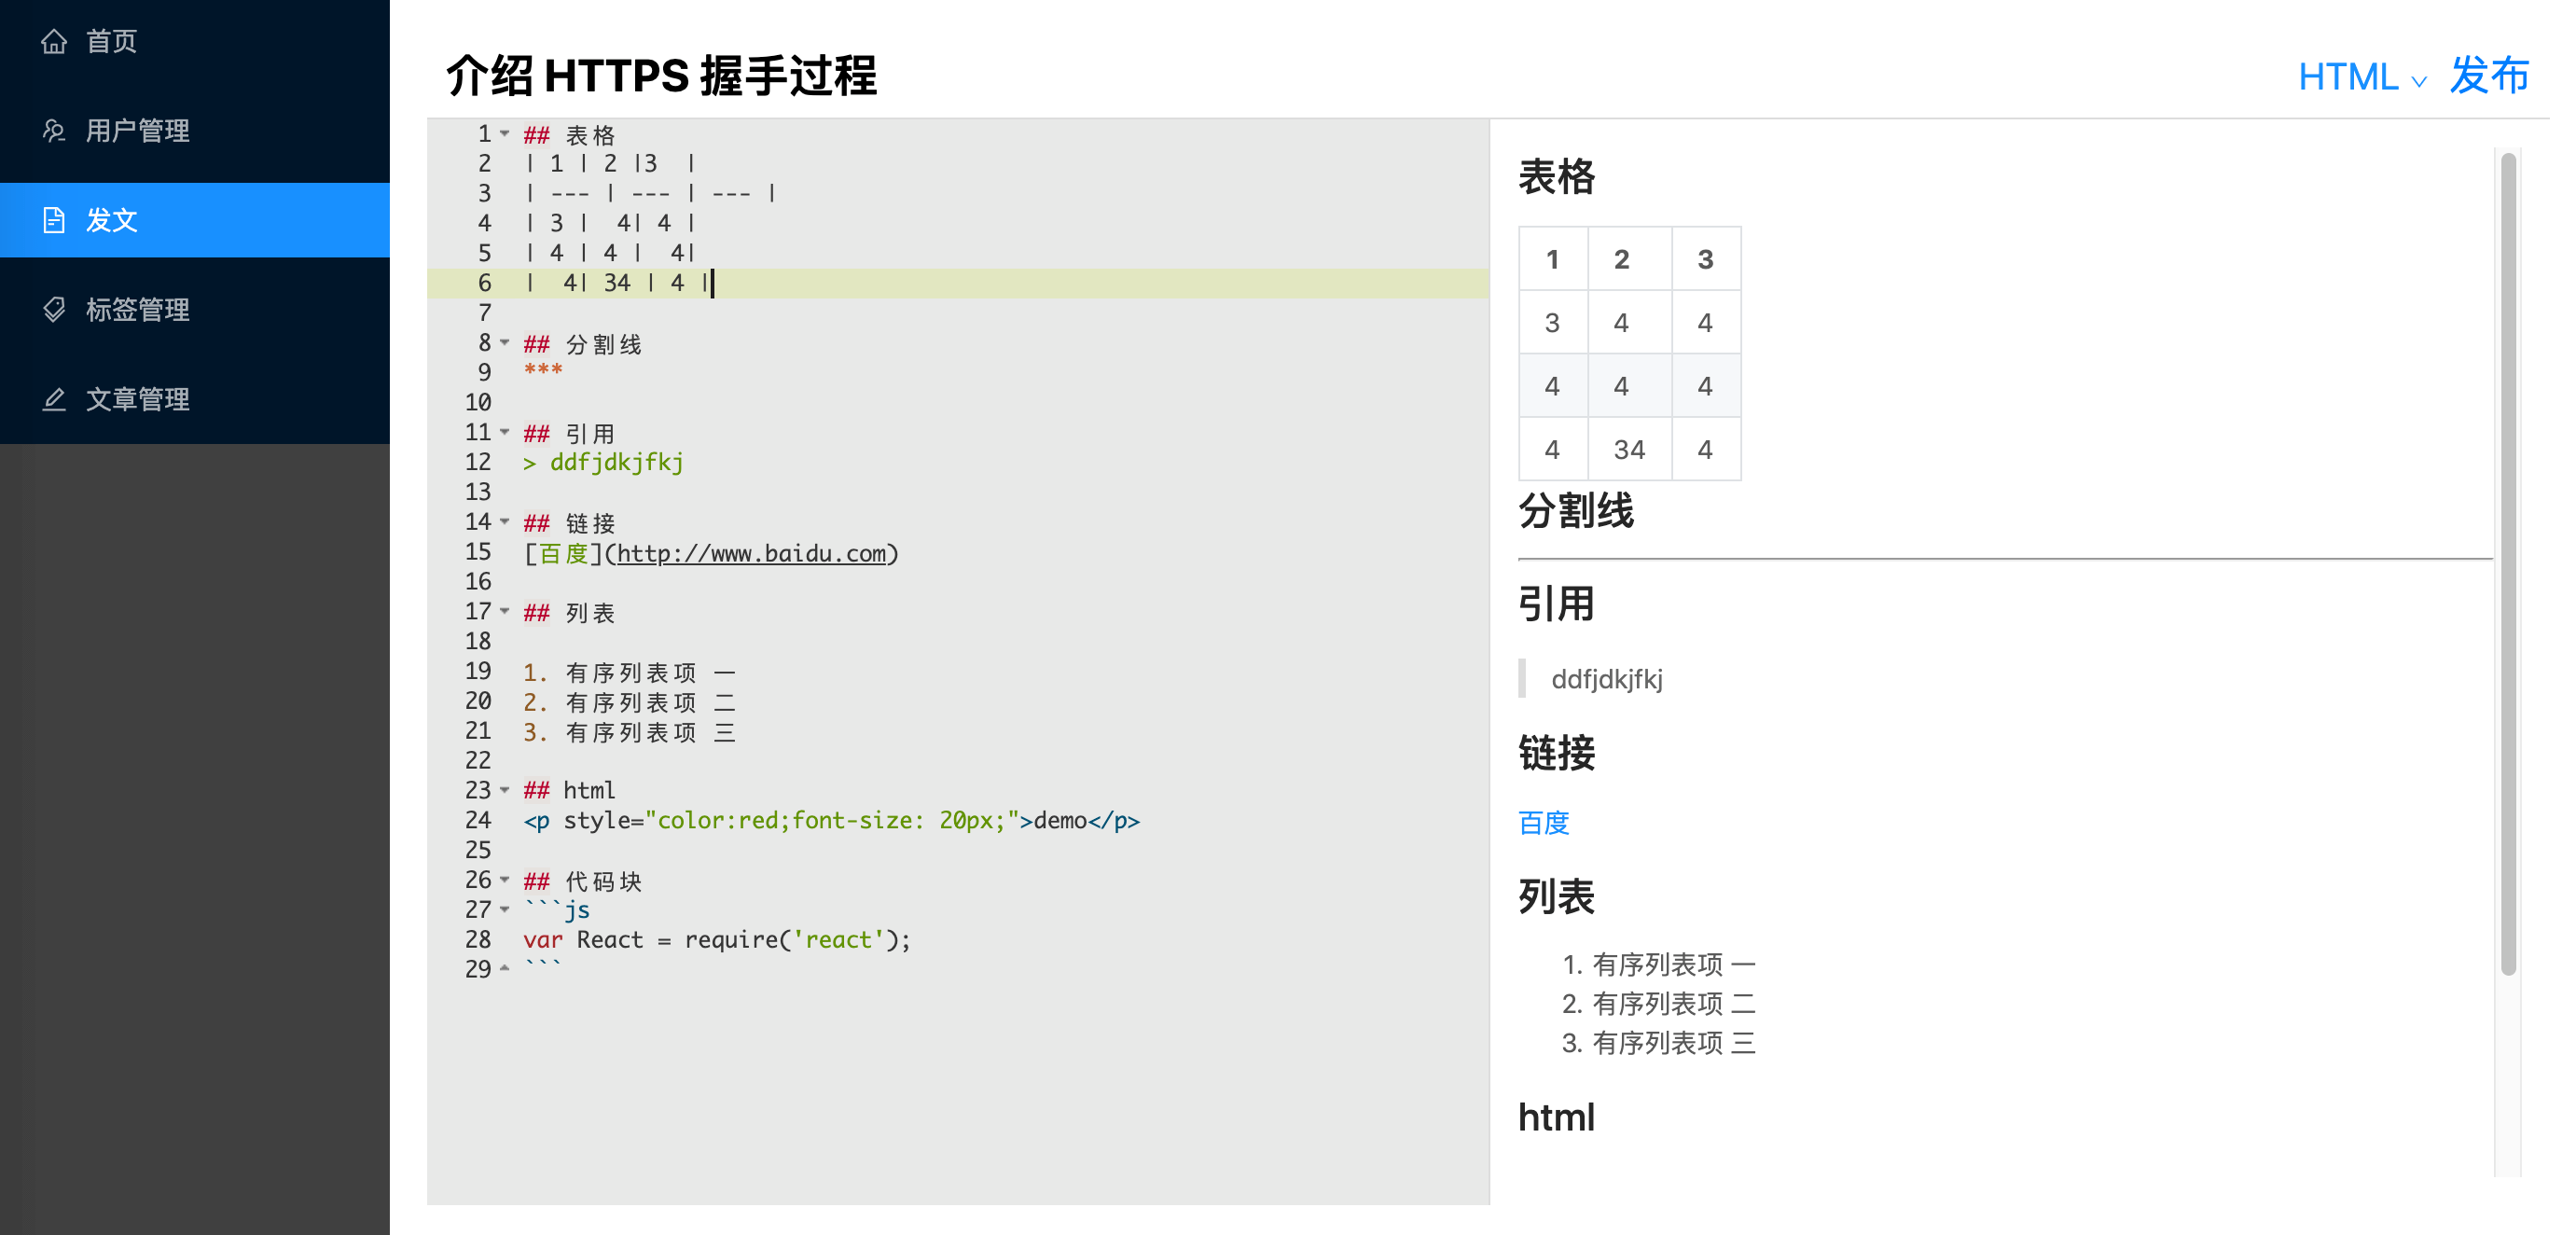 首页
用户管理
发文
标签管理
文章管理
介绍 HTTPS 握手过程
HTML 发布
1 ## 表格
2 | 1 | 2 |3  |
3 | --- | --- | --- |
4 | 3 |  4| 4 |
5 | 4 | 4 |  4|
6 |  4| 34 | 4 |
7
8 ## 分割线
9 ***
10
11 ## 引用
12 > ddfjdkjfkj
13
14 ## 链接
15 [百度](http://www.baidu.com)
16
17 ## 列表
18
19 1. 有序列表项 一
20 2. 有序列表项 二
21 3. 有序列表项 三
22
23 ## html
24 <p style="color:red;font-size: 20px;">demo</p>
25
26 ## 代码块
27 ```js
28 var React = require('react');
29 ```
表格
1 2 3
3 4 4
4 4 4
4 34 4
分割线
引用
ddfjdkjfkj
链接
百度
列表
1. 有序列表项 一
2. 有序列表项 二
3. 有序列表项 三
html